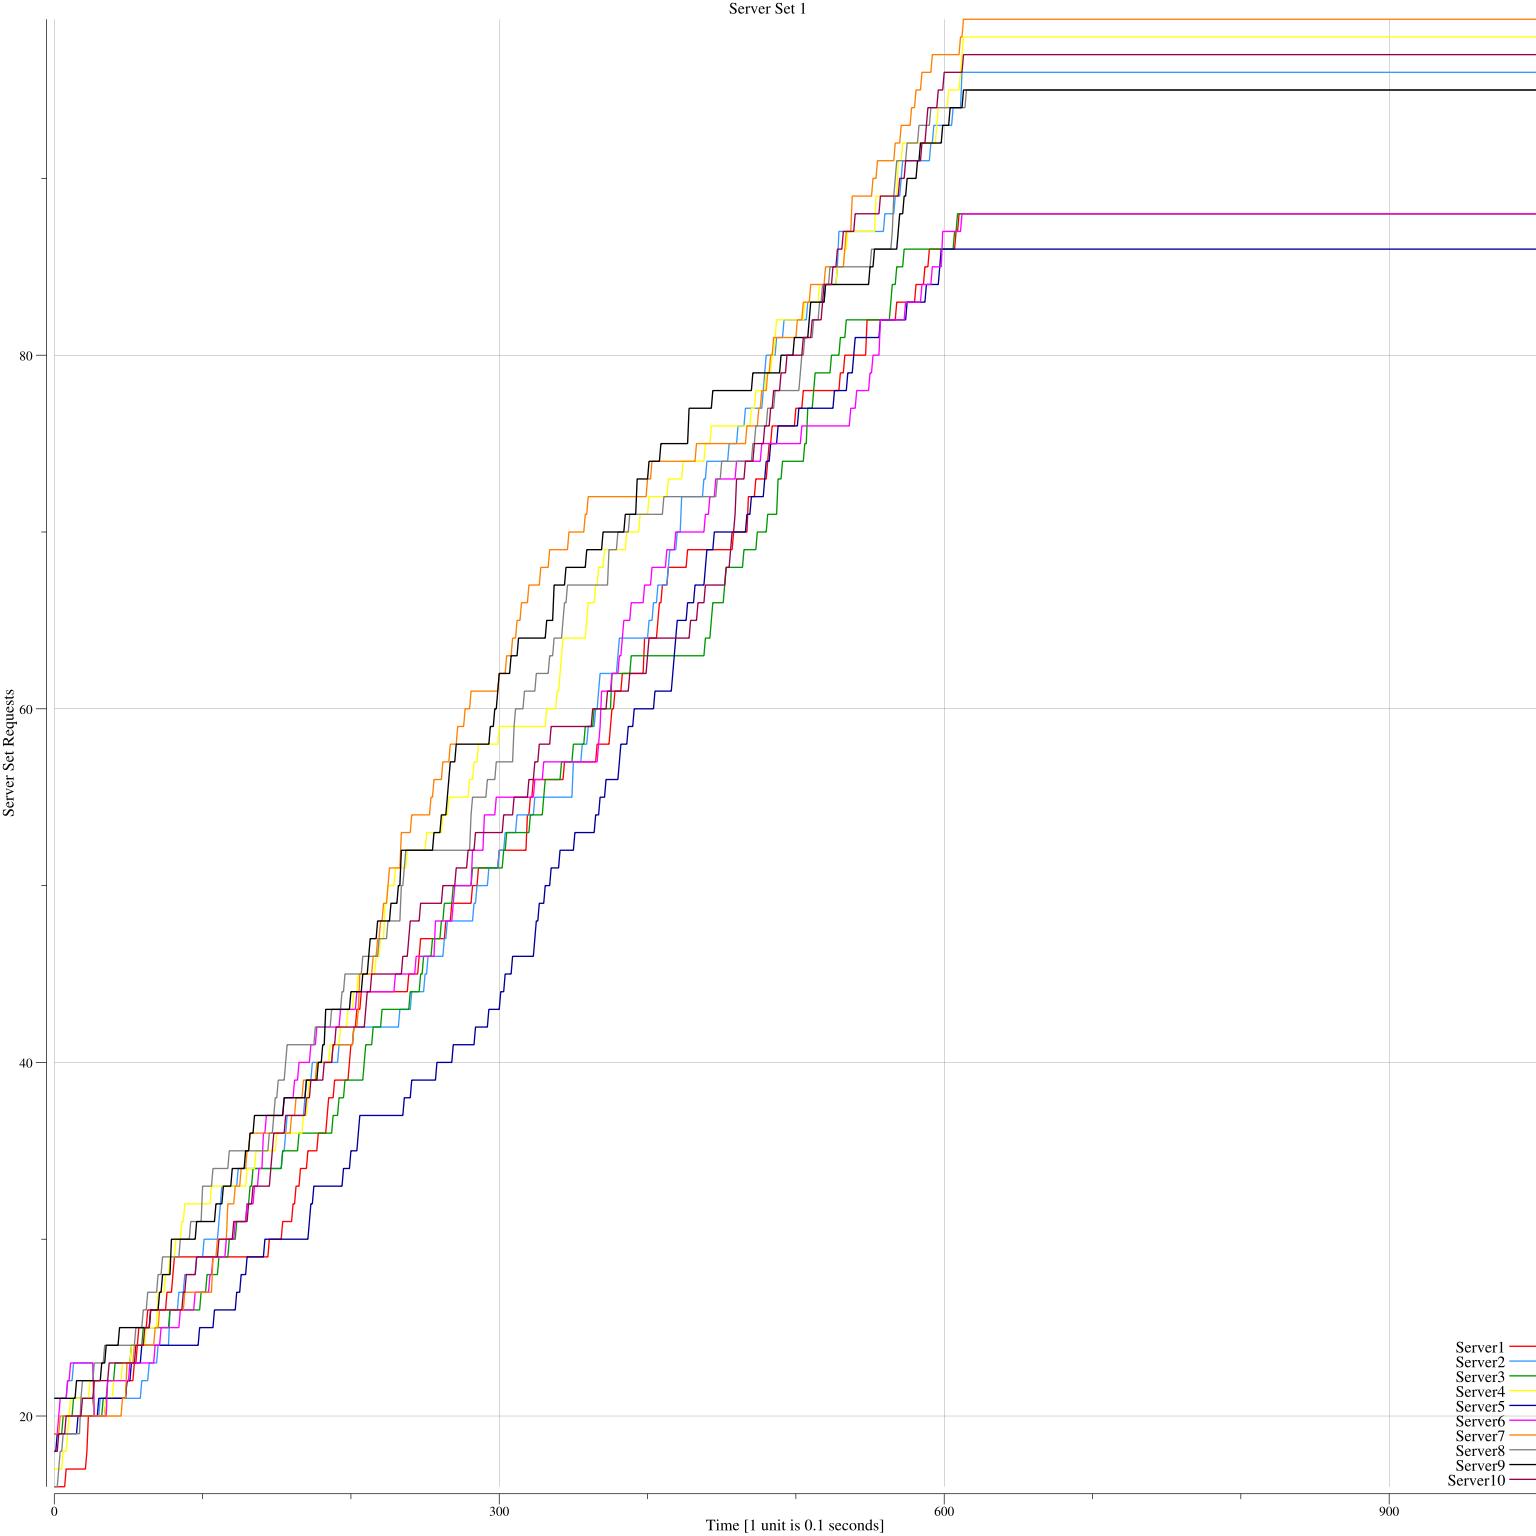 Server Set 1
Server Set Requests
80
60
40
20
0
300
600
900
Time [1 unit is 0.1 seconds]
Server1
Server2
Server3
Server4
Server5
Server6
Server7
Server8
Server9
Server10